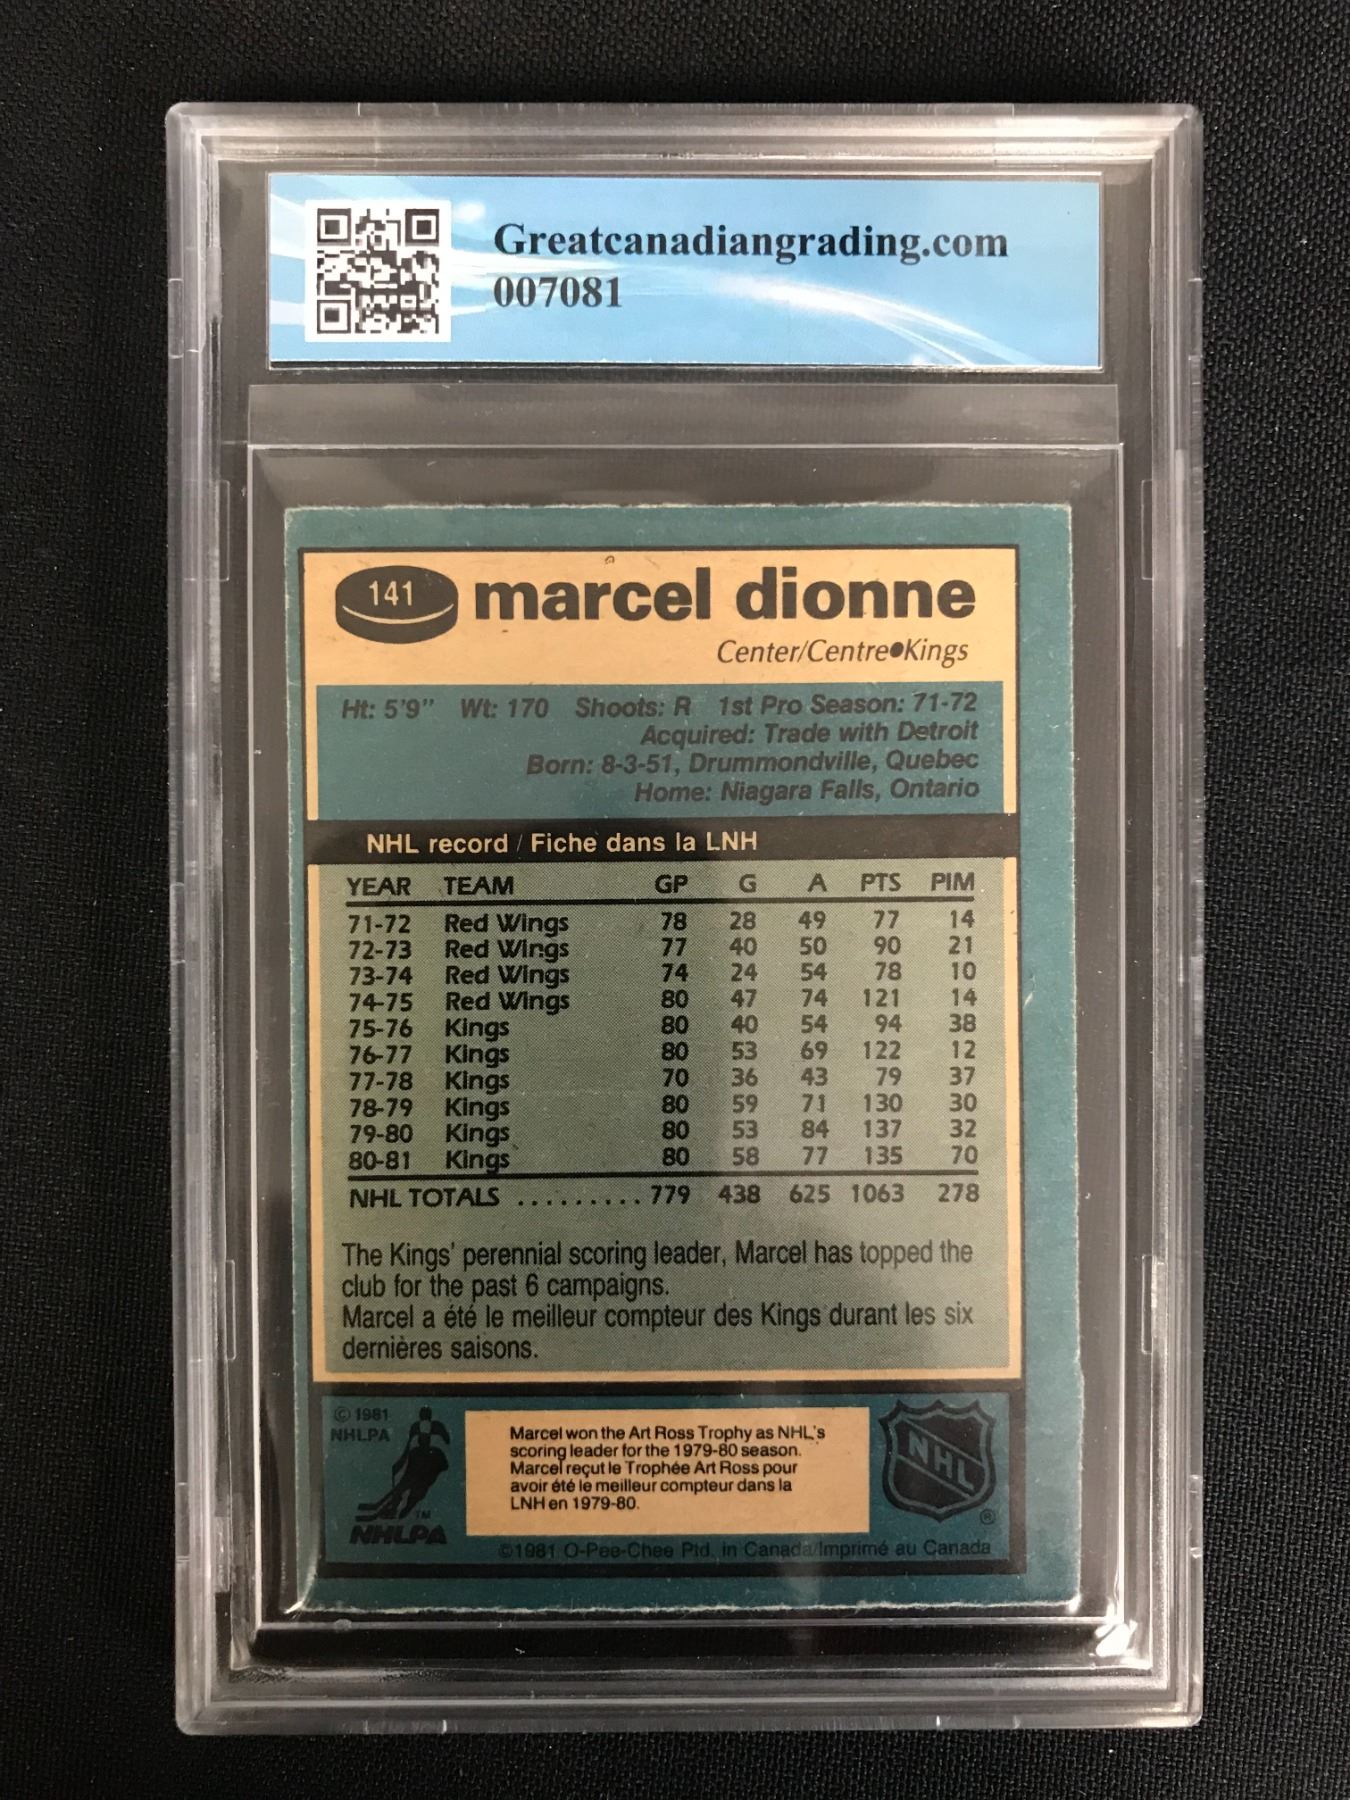 Greatcanadiangrading.com
007081
141 marcel dionne
Center/Centre●Kings
Ht: 5'9" Wt: 170 Shoots: R 1st Pro Season: 71-72
Acquired: Trade with Detroit
Born: 8-3-51, Drummondville, Quebec
Home: Niagara Falls, Ontario
NHL record / Fiche dans la LNH
YEAR TEAM GP G A PTS PIM
71-72 Red Wings 78 28 49 77 14
72-73 Red Wings 77 40 50 90 21
73-74 Red Wings 74 24 54 78 10
74-75 Red Wings 80 47 74 121 14
75-76 Kings 80 40 54 94 38
76-77 Kings 80 53 69 122 12
77-78 Kings 70 36 43 79 37
78-79 Kings 80 59 71 130 30
79-80 Kings 80 53 84 137 32
80-81 Kings 80 58 77 135 70
NHL TOTALS ......... 779 438 625 1063 278
The Kings' perennial scoring leader, Marcel has topped the
club for the past 6 campaigns.
Marcel a été le meilleur compteur des Kings durant les six
dernières saisons.
© 1981
NHLPA
TM
NHLPA
Marcel won the Art Ross Trophy as NHL's
scoring leader for the 1979-80 season.
Marcel reçut le Trophée Art Ross pour
avoir été le meilleur compteur dans la
LNH en 1979-80.
NHL
®
©1981 O-Pee-Chee Ptd. in Canada/Imprimé au Canada